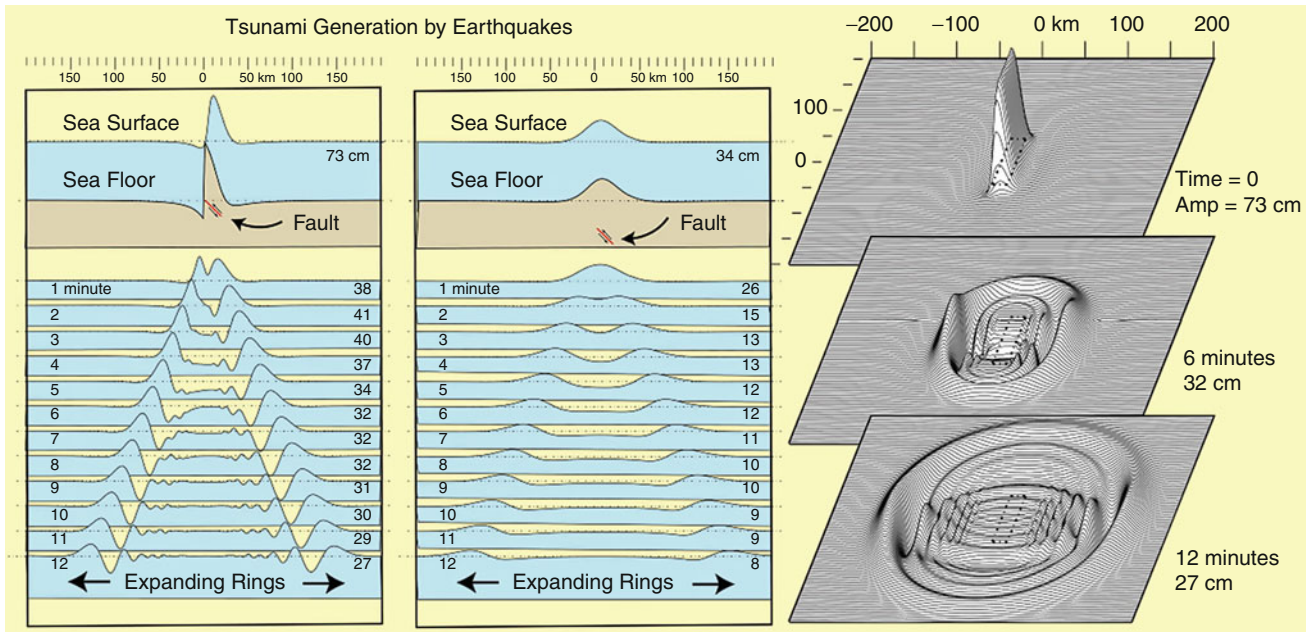 Tsunami Generation by Earthquakes
150 100 50 0 50 km 100 150
Sea Surface
73 cm
Sea Floor
Fault
1 minute 38
2 41
3 40
4 37
5 34
6 32
7 32
8 32
9 31
10 30
11 29
12 27
Expanding Rings
150 100 50 0 50 km 100 150
Sea Surface
34 cm
Sea Floor
Fault
1 minute 26
2 15
3 13
4 13
5 12
6 12
7 11
8 10
9 10
10 9
11 9
12 8
Expanding Rings
−200 −100 0 km 100 200
100
0
Time = 0
Amp = 73 cm
6 minutes
32 cm
12 minutes
27 cm